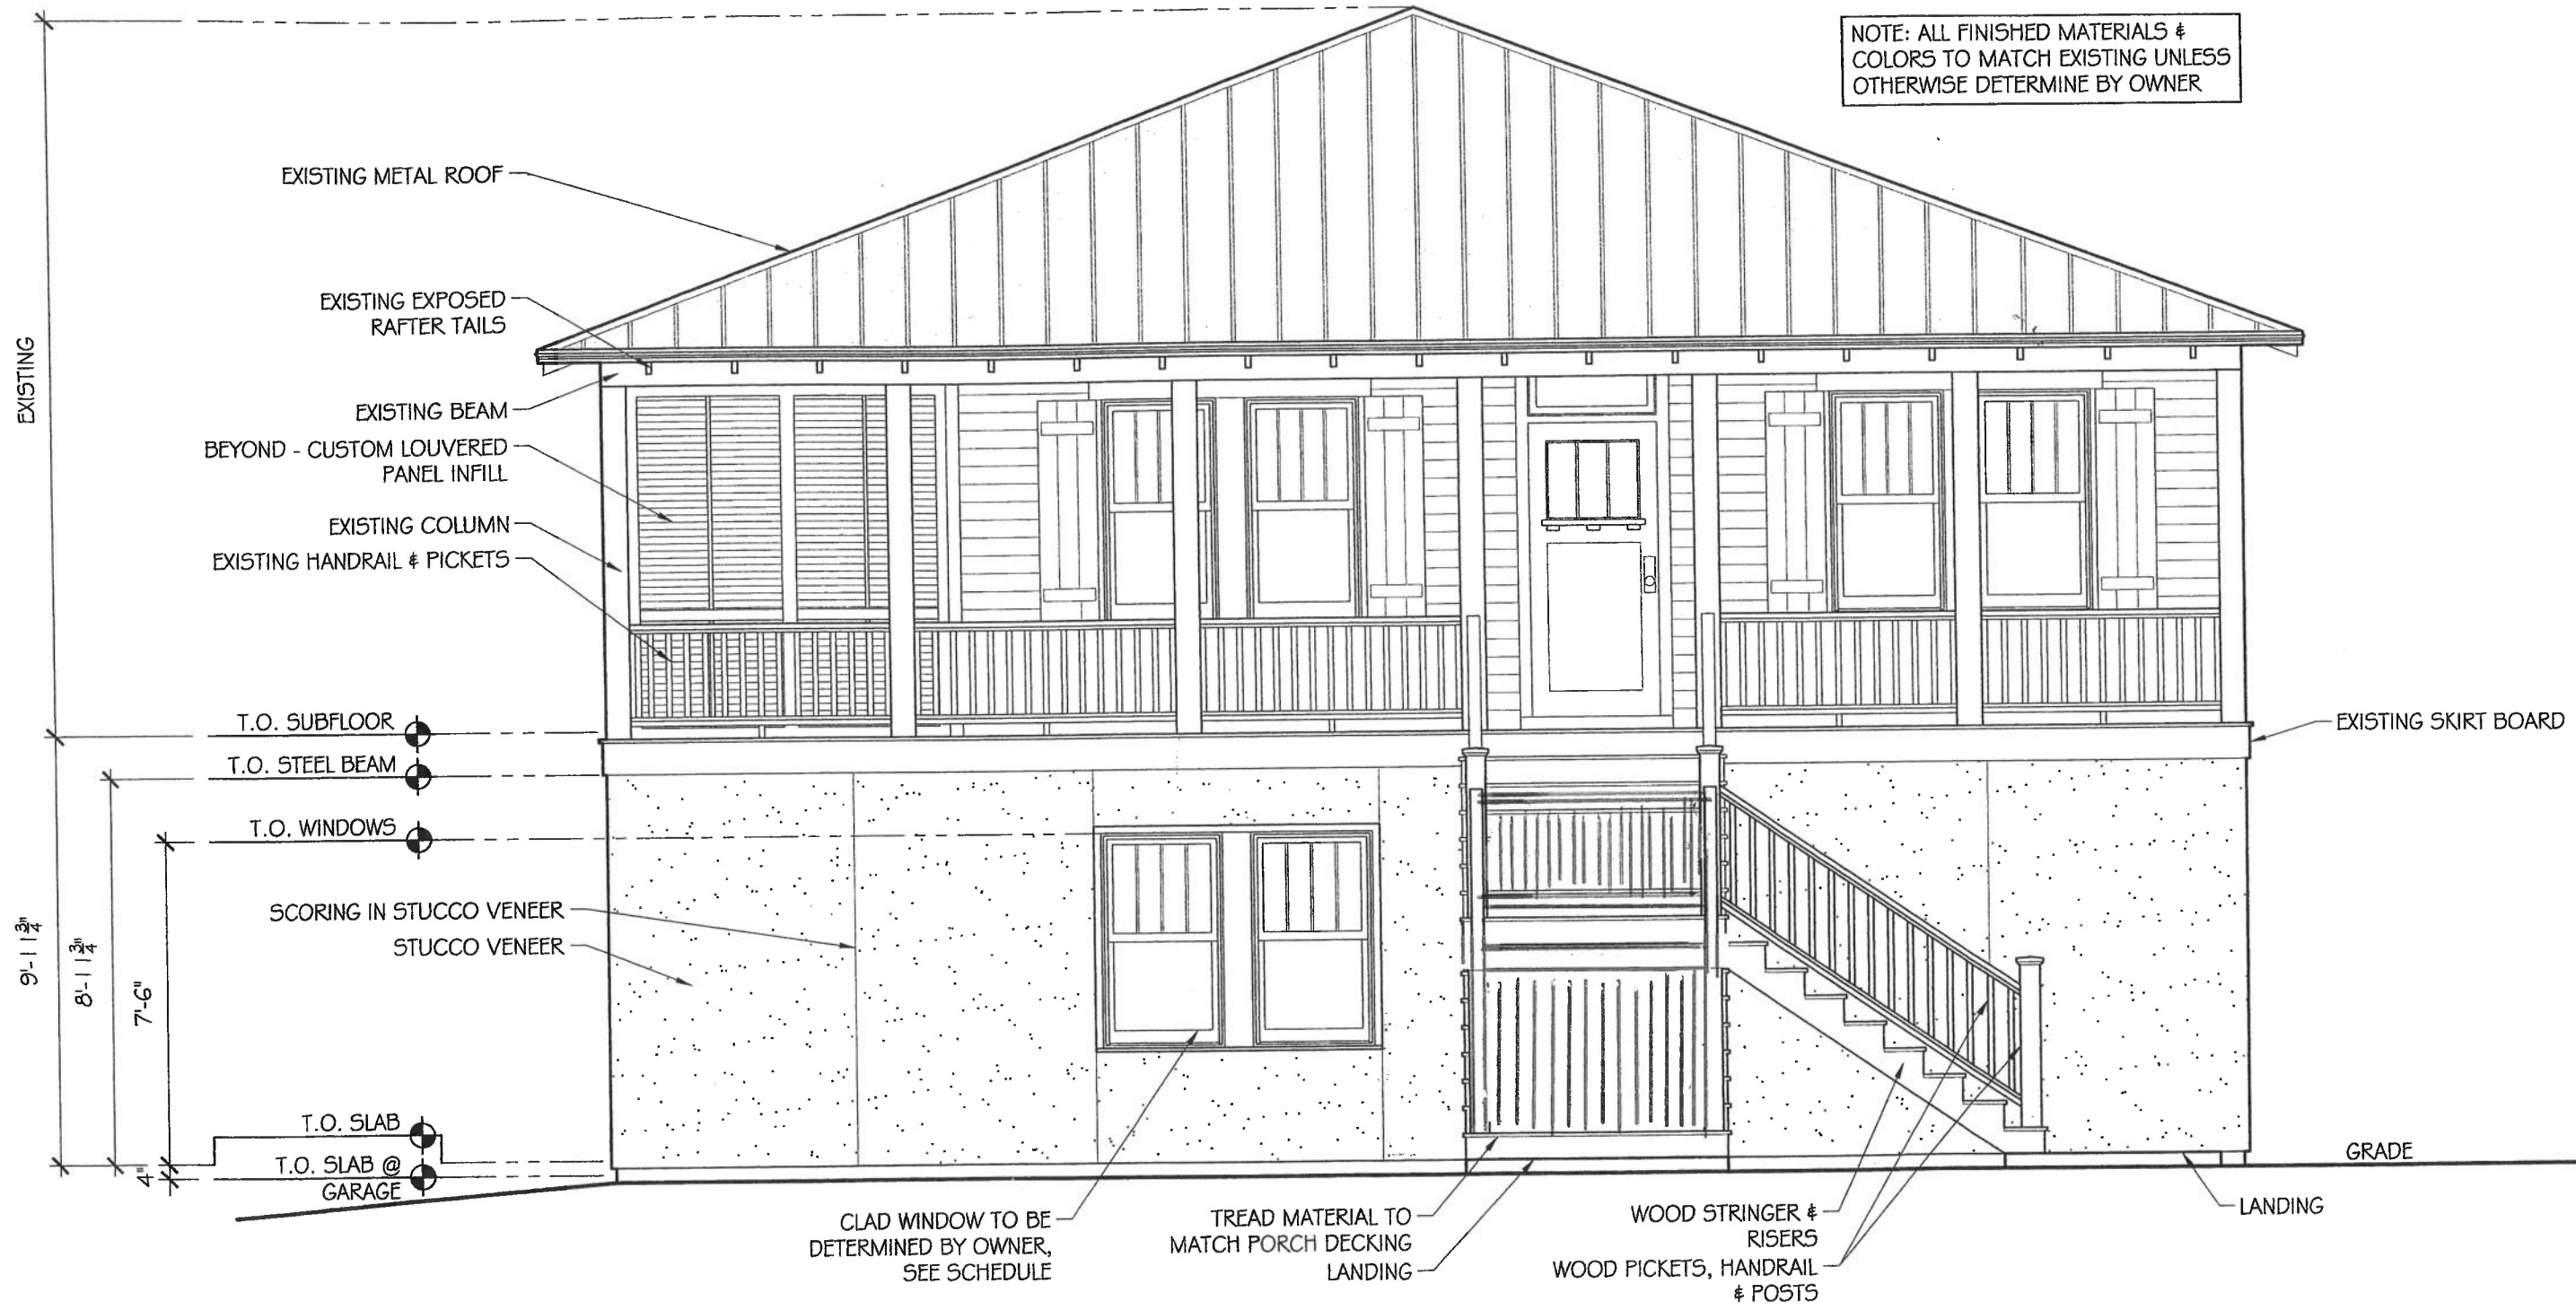 NOTE: ALL FINISHED MATERIALS &
COLORS TO MATCH EXISTING UNLESS
OTHERWISE DETERMINE BY OWNER
EXISTING METAL ROOF
EXISTING EXPOSED
RAFTER TAILS
EXISTING
EXISTING BEAM
BEYOND - CUSTOM LOUVERED
PANEL INFILL
EXISTING COLUMN
EXISTING HANDRAIL & PICKETS
T.O. SUBFLOOR
EXISTING SKIRT BOARD
T.O. STEEL BEAM
T.O. WINDOWS
SCORING IN STUCCO VENEER
STUCCO VENEER
9'-11 3/4"
8'-11 3/4"
7'-6"
T.O. SLAB
T.O. SLAB @
GARAGE
4"
GRADE
CLAD WINDOW TO BE
DETERMINED BY OWNER,
SEE SCHEDULE
TREAD MATERIAL TO
MATCH PORCH DECKING
LANDING
WOOD STRINGER &
RISERS
WOOD PICKETS, HANDRAIL
& POSTS
LANDING